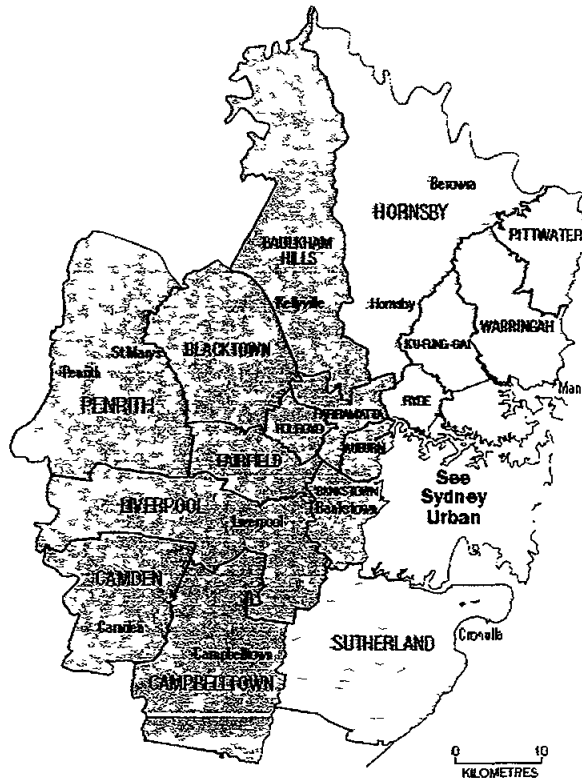 Berowra
HORNSBY
PITTWATER
BAULKHAM
HILLS
Kellyville
Hornsby
WARRINGAH
KU-RING-GAI
St Marys
BLACKTOWN
Penrith
PENRITH
PARRAMATTA
RYDE
Man
HOLROYD
AUBURN
FAIRFIELD
BANKSTOWN
Bankstown
See
Sydney
Urban
LIVERPOOL
Liverpool
CAMDEN
Camden
SUTHERLAND
Cronulla
Campbelltown
CAMPBELLTOWN
0 10
KILOMETRES